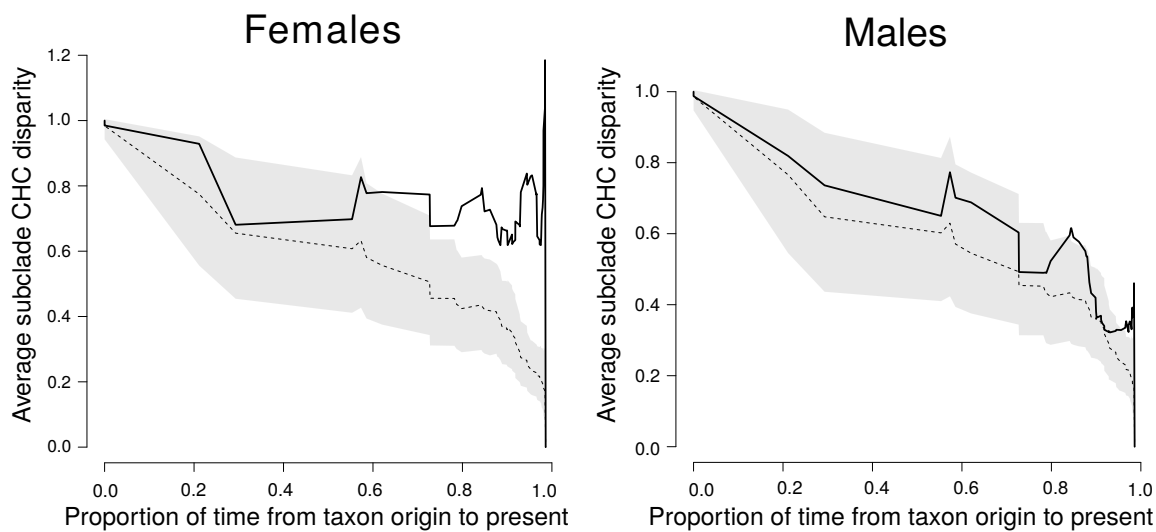 Females
Average subclade CHC disparity
1.2
1.0
0.8
0.6
0.4
0.2
0.0
0.0 0.2 0.4 0.6 0.8 1.0
Proportion of time from taxon origin to present
Males
Average subclade CHC disparity
1.0
0.8
0.6
0.4
0.2
0.0
0.0 0.2 0.4 0.6 0.8 1.0
Proportion of time from taxon origin to present